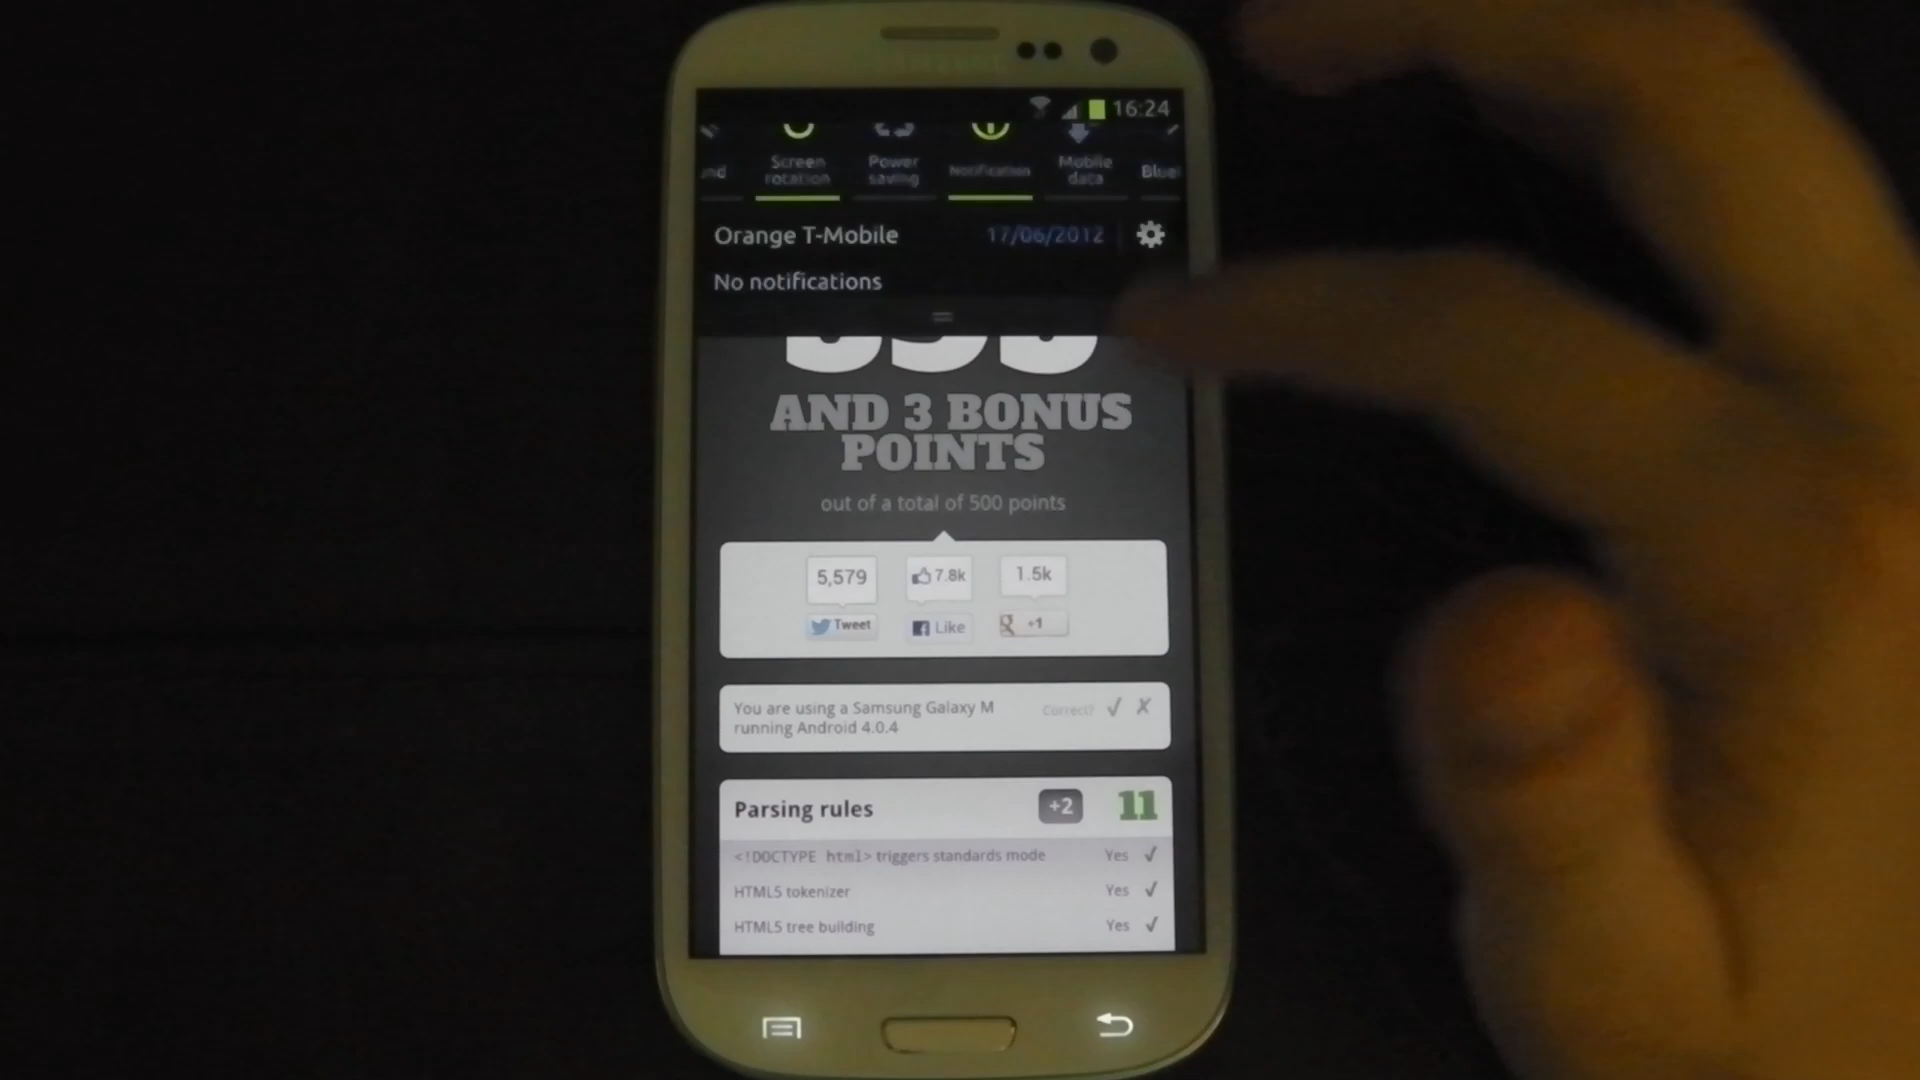 SAMSUNG
16:24
nd
Screen
rotation
Power
saving
Notification
Mobile
data
Blue
Orange T-Mobile
17/06/2012
No notifications
AND 3 BONUS
POINTS
out of a total of 500 points
5,579
7.8k
1.5k
Tweet
Like
+1
You are using a Samsung Galaxy M
running Android 4.0.4
Correct? ✓ ✗
Parsing rules +2 11
<!DOCTYPE html> triggers standards mode Yes ✓
HTML5 tokenizer Yes ✓
HTML5 tree building Yes ✓